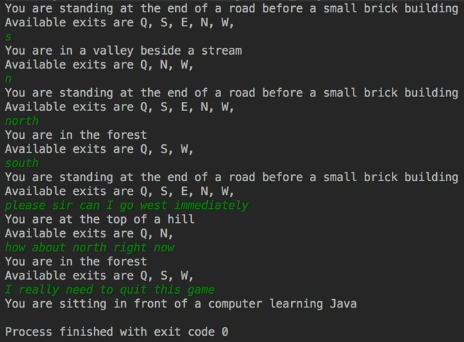 You are standing at the end of a road before a small brick building
Available exits are Q, S, E, N, W,
s
You are in a valley beside a stream
Available exits are Q, N, W,
n
You are standing at the end of a road before a small brick building
Available exits are Q, S, E, N, W,
north
You are in the forest
Available exits are Q, S, W,
south
You are standing at the end of a road before a small brick building
Available exits are Q, S, E, N, W,
please sir can I go west immediately
You are at the top of a hill
Available exits are Q, N,
how about north right now
You are in the forest
Available exits are Q, S, W,
I really need to quit this game
You are sitting in front of a computer learning Java
Process finished with exit code 0